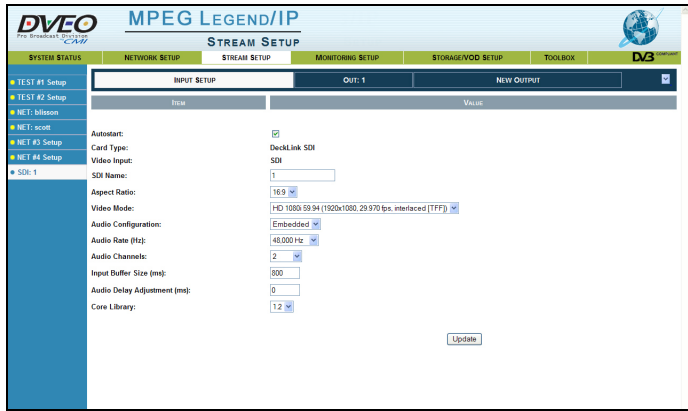 DVEO
Pro Broadcast Division
CMI
MPEG LEGEND/IP
STREAM SETUP
SYSTEM STATUS NETWORK SETUP STREAM SETUP MONITORING SETUP STORAGE/VOD SETUP TOOLBOX DVB COMPLIANT
TEST #1 Setup
TEST #2 Setup
NET: blisson
NET: scott
NET #3 Setup
NET #4 Setup
SDI: 1
INPUT SETUP OUT: 1 NEW OUTPUT
ITEM VALUE
Autostart:
Card Type: DeckLink SDI
Video Input: SDI
SDI Name: 1
Aspect Ratio: 16:9
Video Mode: HD 1080i 59.94 (1920x1080, 29.970 fps, interlaced [TFF])
Audio Configuration: Embedded
Audio Rate (Hz): 48,000 Hz
Audio Channels: 2
Input Buffer Size (ms): 800
Audio Delay Adjustment (ms): 0
Core Library: 1.2
Update